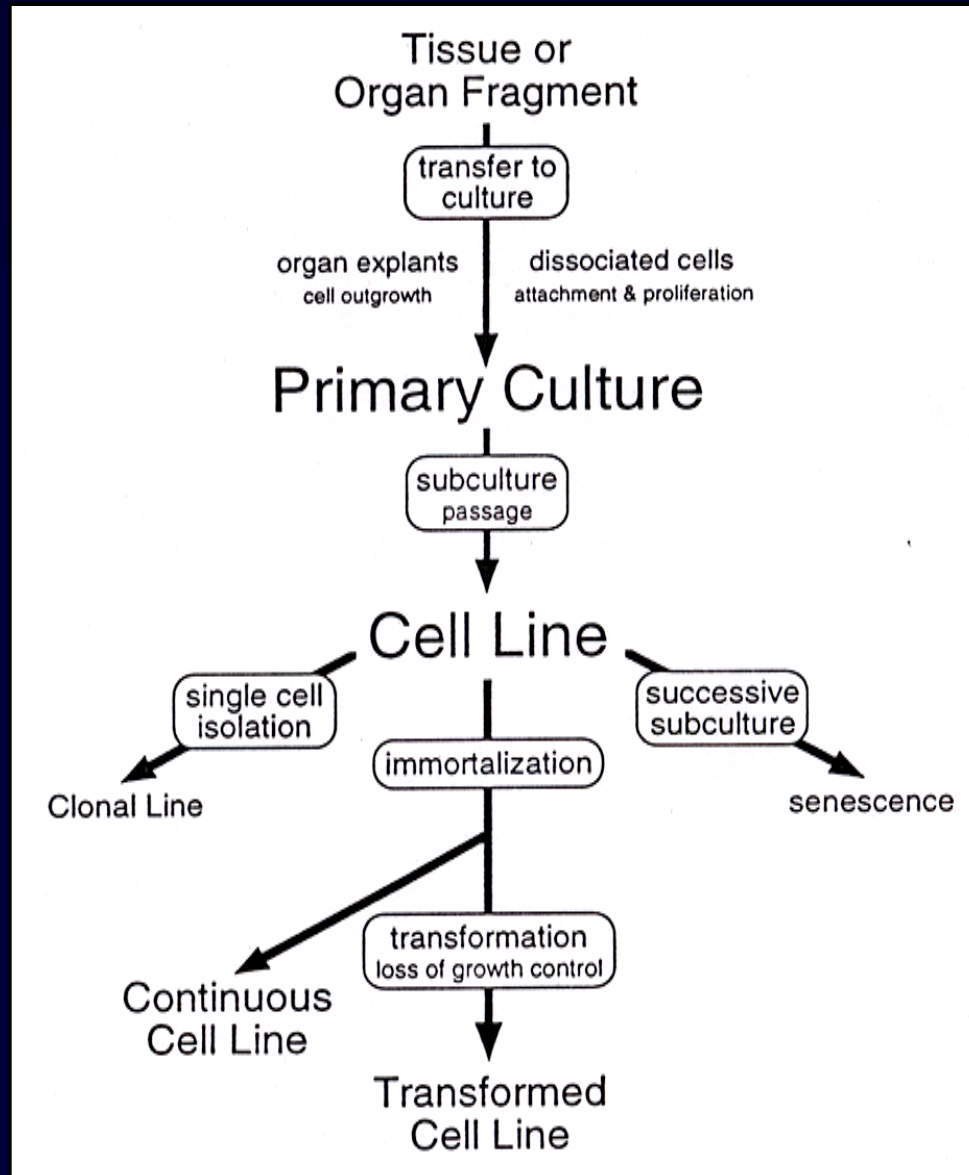 Tissue or
Organ Fragment
transfer to
culture
organ explants
cell outgrowth
dissociated cells
attachment & proliferation
Primary Culture
subculture
passage
Cell Line
single cell
isolation
successive
subculture
immortalization
Clonal Line
senescence
transformation
loss of growth control
Continuous
Cell Line
Transformed
Cell Line